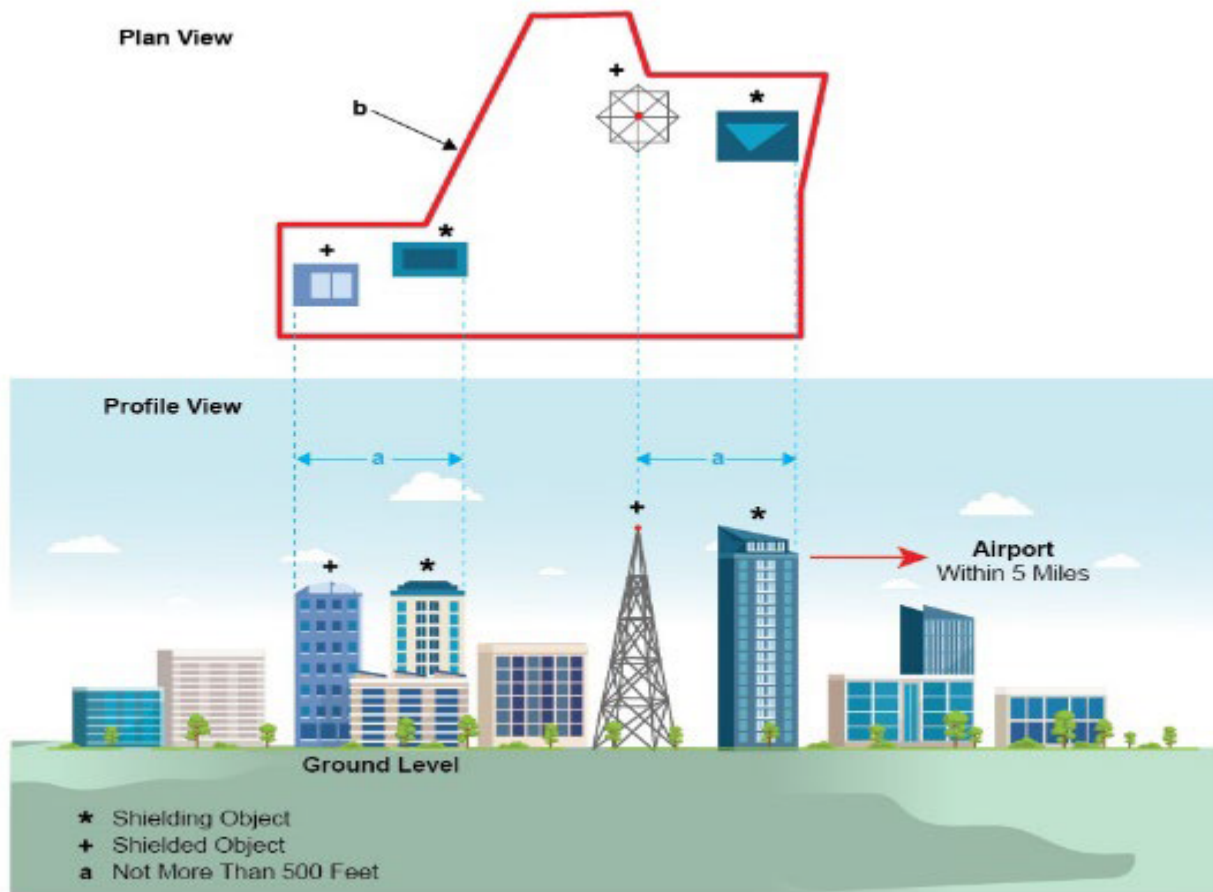 Plan View
+
*
b
+
*
Profile View
a
a
+
*
+
*
Airport
Within 5 Miles
Ground Level
* Shielding Object
+ Shielded Object
a Not More Than 500 Feet